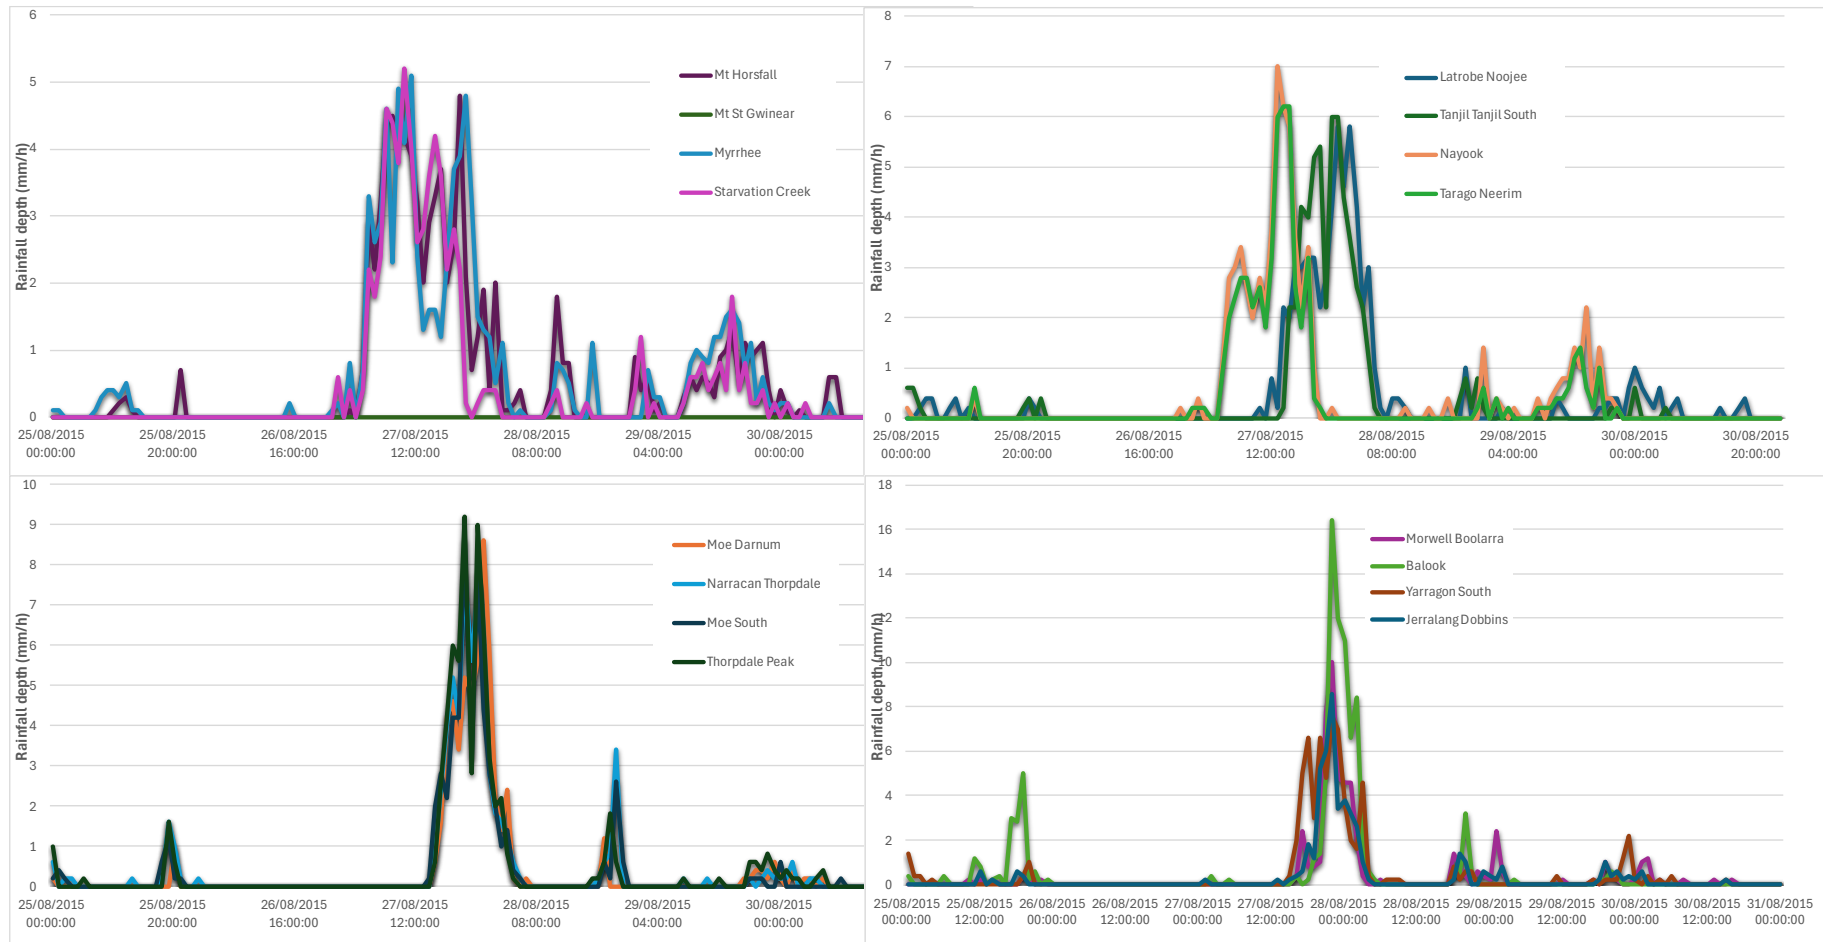 6
5
4
3
2
1
0
Rainfall depth (mm/h)
Mt Horsfall
Mt St Gwinear
Myrrhee
Starvation Creek
25/08/2015 25/08/2015 26/08/2015 27/08/2015 28/08/2015 29/08/2015 30/08/2015
00:00:00 20:00:00 16:00:00 12:00:00 08:00:00 04:00:00 00:00:00
8
7
6
5
4
3
2
1
0
Rainfall depth (mm/h)
Latrobe Noojee
Tanjil Tanjil South
Nayook
Tarago Neerim
25/08/2015 25/08/2015 26/08/2015 27/08/2015 28/08/2015 29/08/2015 30/08/2015 30/08/2015
00:00:00 20:00:00 16:00:00 12:00:00 08:00:00 04:00:00 00:00:00 20:00:00
10
9
8
7
6
5
4
3
2
1
0
Rainfall depth (mm/h)
Moe Darnum
Narracan Thorpdale
Moe South
Thorpdale Peak
25/08/2015 25/08/2015 26/08/2015 27/08/2015 28/08/2015 29/08/2015 30/08/2015
00:00:00 20:00:00 16:00:00 12:00:00 08:00:00 04:00:00 00:00:00
18
16
14
12
10
8
6
4
2
0
Rainfall depth (mm/h)
Morwell Boolarra
Balook
Yarragon South
Jerralang Dobbins
25/08/2015 25/08/2015 26/08/2015 26/08/2015 27/08/2015 27/08/2015 28/08/2015 28/08/2015 29/08/2015 29/08/2015 30/08/2015 30/08/2015 31/08/2015
00:00:00 12:00:00 00:00:00 12:00:00 00:00:00 12:00:00 00:00:00 12:00:00 00:00:00 12:00:00 00:00:00 12:00:00 00:00:00